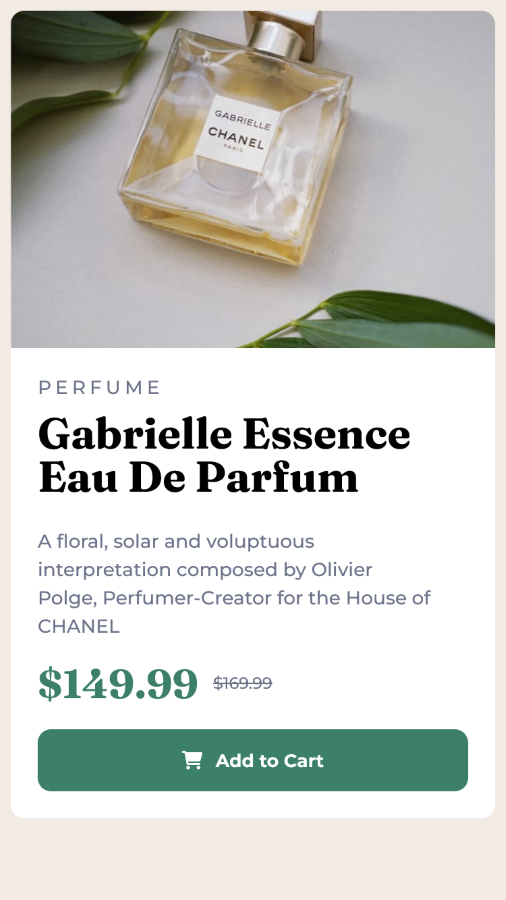 GABRIELLE
CHANEL
PARIS
PERFUME
Gabrielle Essence
Eau De Parfum
A floral, solar and voluptuous
interpretation composed by Olivier
Polge, Perfumer-Creator for the House of
CHANEL
$149.99 $169.99
Add to Cart